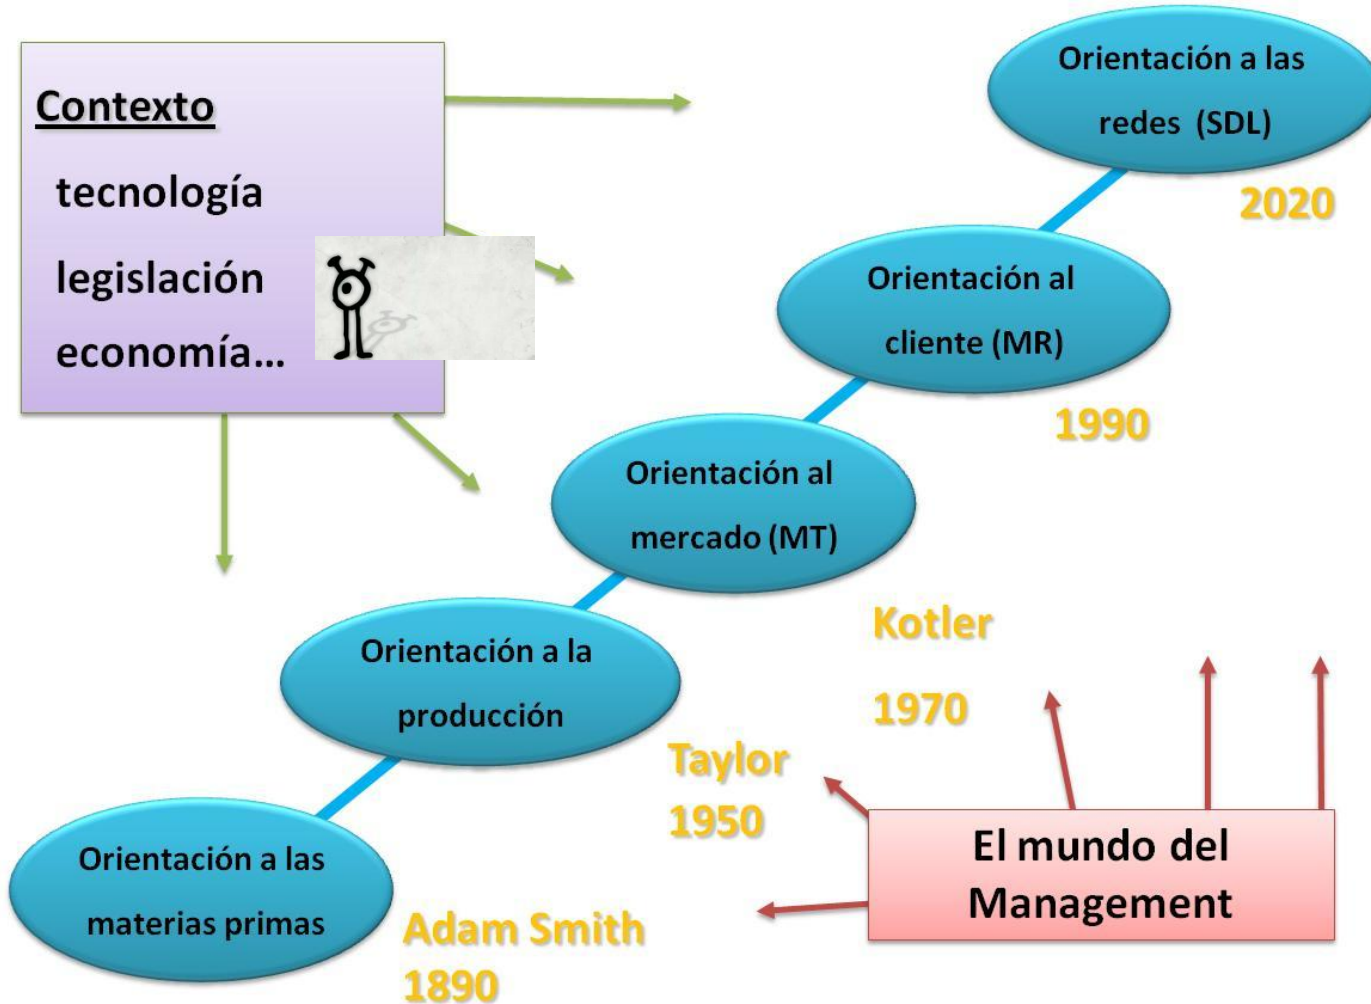 Contexto
tecnología
legislación
economía...
Orientación a las
redes (SDL)
2020
Orientación al
cliente (MR)
1990
Orientación al
mercado (MT)
Kotler
1970
Orientación a la
producción
Taylor
1950
Orientación a las
materias primas
Adam Smith
1890
El mundo del
Management